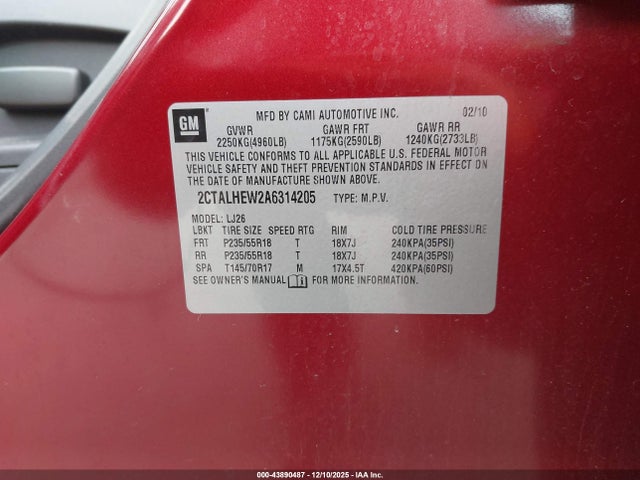 GM
MFD BY CAMI AUTOMOTIVE INC. 02/10
GVWR GAWR FRT GAWR RR
2250KG(4960LB) 1175KG(2590LB) 1240KG(2733LB)
THIS VEHICLE CONFORMS TO ALL APPLICABLE U.S. FEDERAL MOTOR
VEHICLE SAFETY AND THEFT PREVENTION STANDARDS IN EFFECT ON
THE DATE OF MANUFACTURE SHOWN ABOVE.
2CTALHEW2A6314205 TYPE: M.P.V.
MODEL: LJ26
LBKT TIRE SIZE SPEED RTG RIM COLD TIRE PRESSURE
FRT P235/55R18 T 18X7J 240KPA(35PSI)
RR P235/55R18 T 18X7J 240KPA(35PSI)
SPA T145/70R17 M 17X4.5T 420KPA(60PSI)
SEE OWNER'S MANUAL FOR MORE INFORMATION.
000-43890487 - 12/10/2025 - IAA Corp.